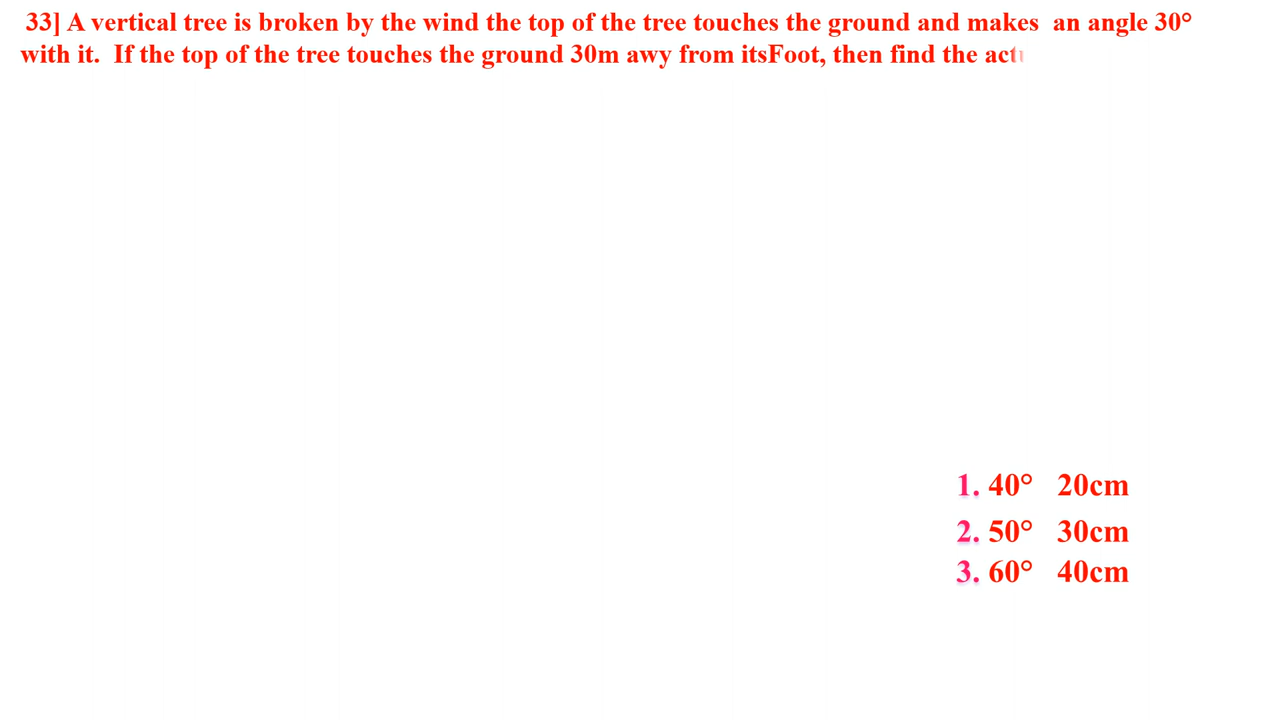 33] A vertical tree is broken by the wind the top of the tree touches the ground and makes an angle 30°
with it. If the top of the tree touches the ground 30m awy from itsFoot, then find the
1. 40° 20cm
2. 50° 30cm
3. 60° 40cm